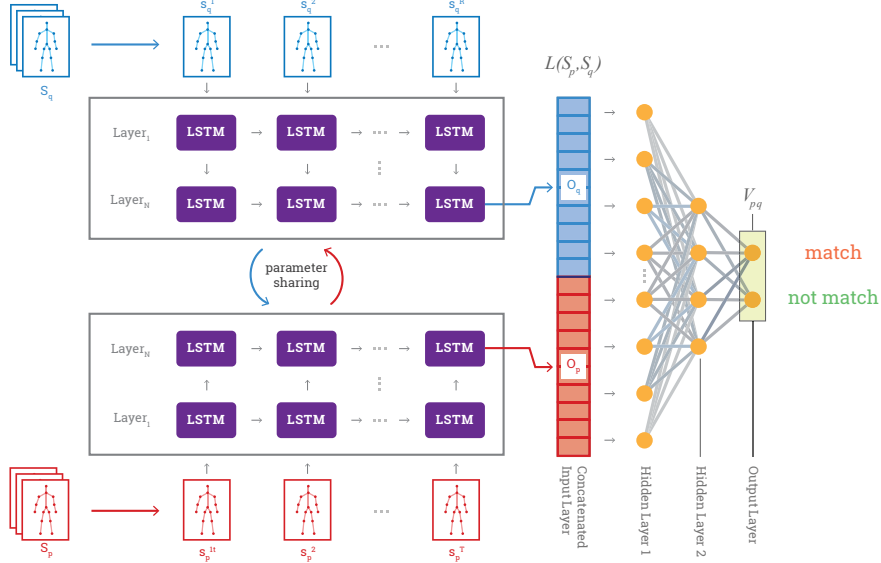 S_q
s_q^1
s_q^2
s_q^R
Layer_1
LSTM
LSTM
LSTM
Layer_N
LSTM
LSTM
LSTM
parameter
sharing
Layer_N
LSTM
LSTM
LSTM
Layer_1
LSTM
LSTM
LSTM
S_p
s_p^1t
s_p^2
s_p^T
L(S_p,S_q)
O_q
O_p
V_pq
match
not match
Concatenated
Input Layer
Hidden Layer 1
Hidden Layer 2
Output Layer